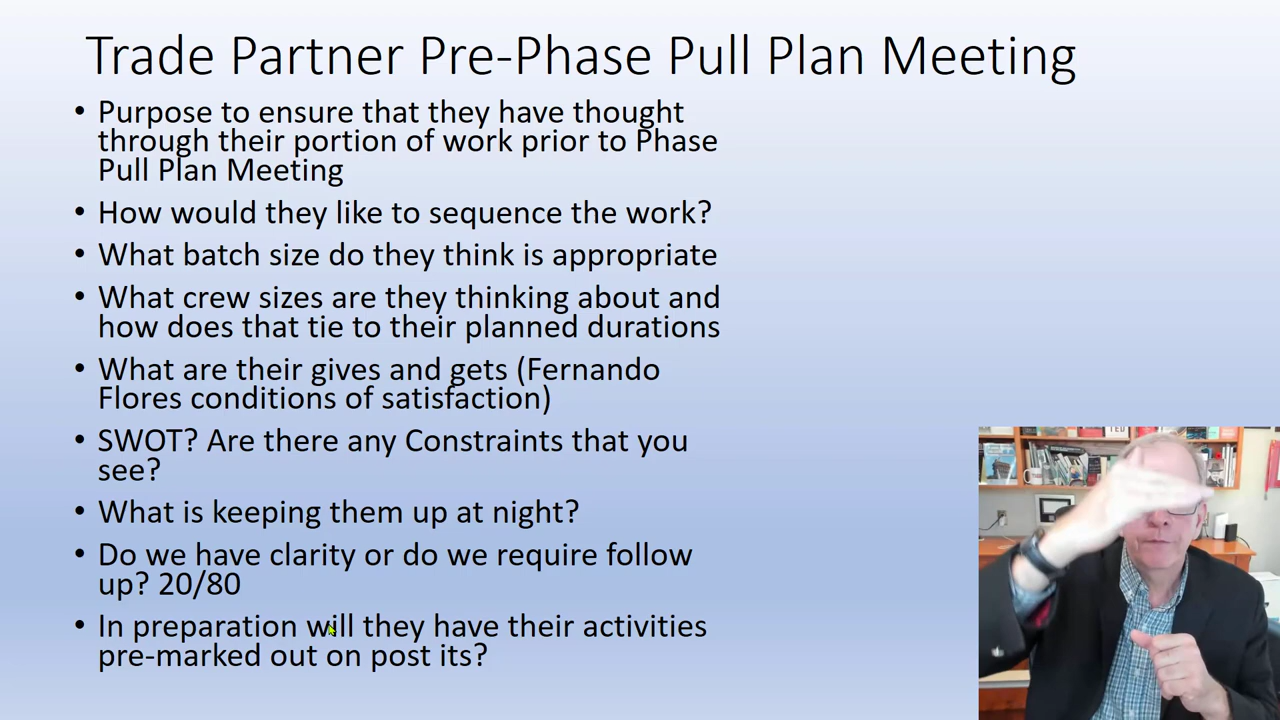 Trade Partner Pre-Phase Pull Plan Meeting
• Purpose to ensure that they have thought
through their portion of work prior to Phase
Pull Plan Meeting
• How would they like to sequence the work?
• What batch size do they think is appropriate
• What crew sizes are they thinking about and
how does that tie to their planned durations
• What are their gives and gets (Fernando
Flores conditions of satisfaction)
• SWOT? Are there any Constraints that you
see?
• What is keeping them up at night?
• Do we have clarity or do we require follow
up? 20/80
• In preparation will they have their activities
pre-marked out on post its?
TED